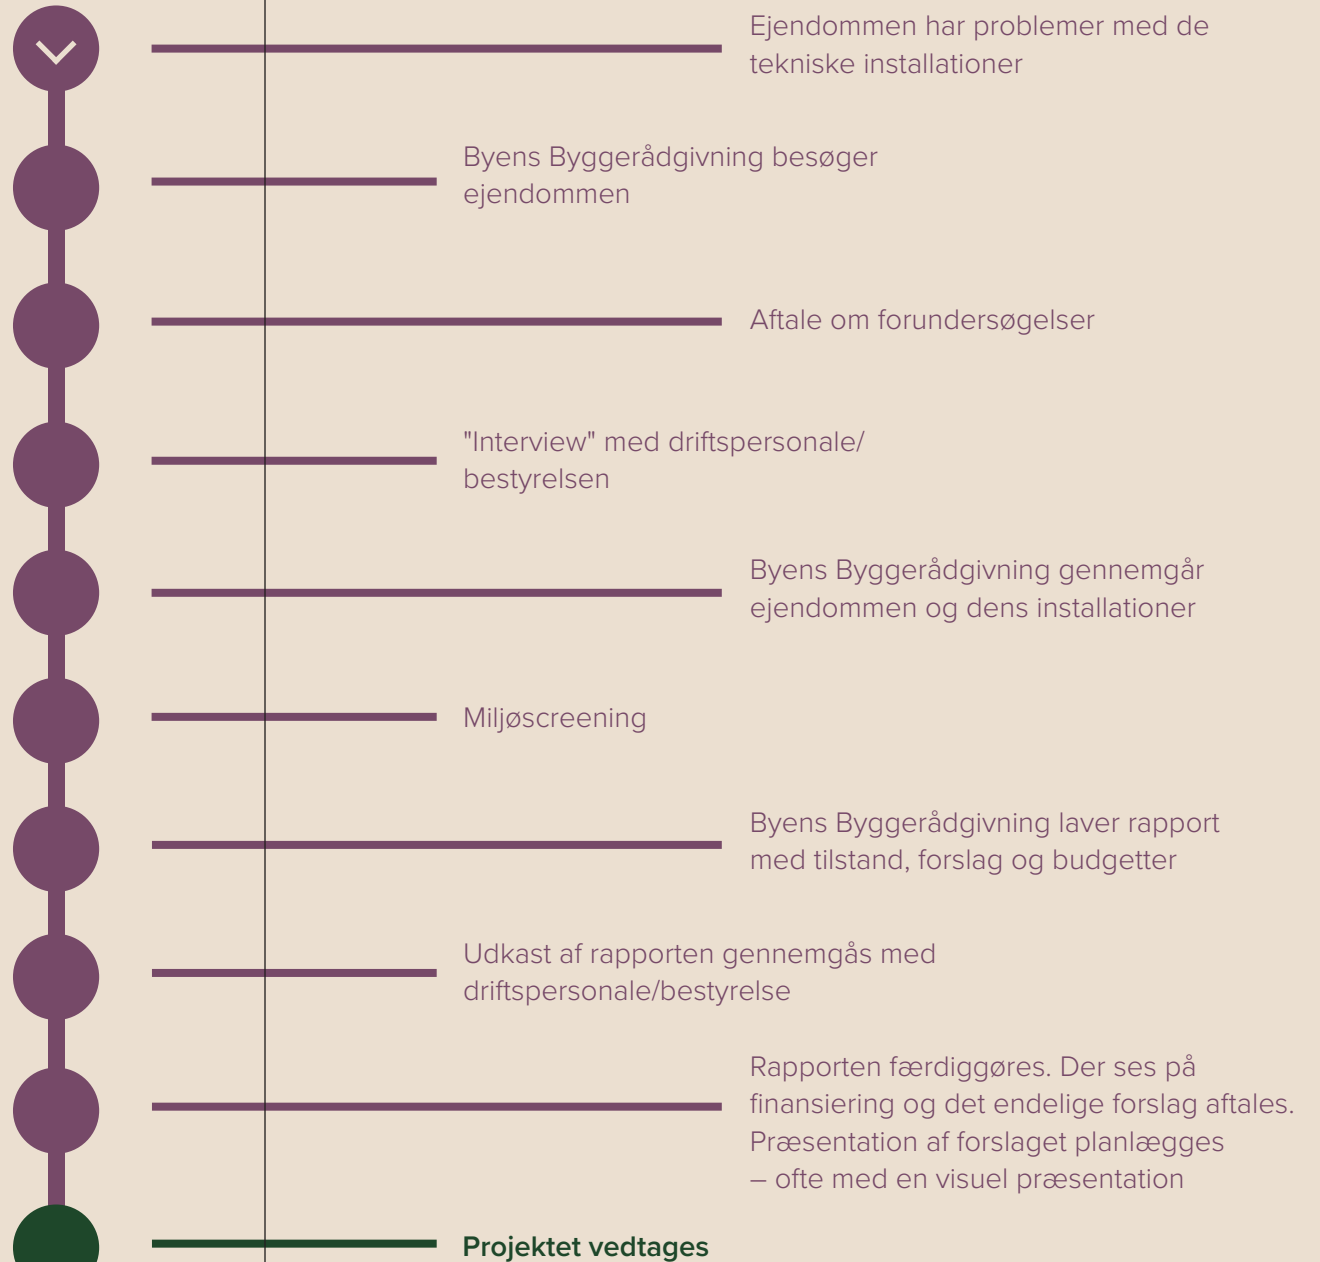 Ejendommen har problemer med de
tekniske installationer
Byens Byggerådgivning besøger
ejendommen
Aftale om forundersøgelser
"Interview" med driftspersonale/
bestyrelsen
Byens Byggerådgivning gennemgår
ejendommen og dens installationer
Miljøscreening
Byens Byggerådgivning laver rapport
med tilstand, forslag og budgetter
Udkast af rapporten gennemgås med
driftspersonale/bestyrelse
Rapporten færdiggøres. Der ses på
finansiering og det endelige forslag aftales.
Præsentation af forslaget planlægges
– ofte med en visuel præsentation
Projektet vedtages